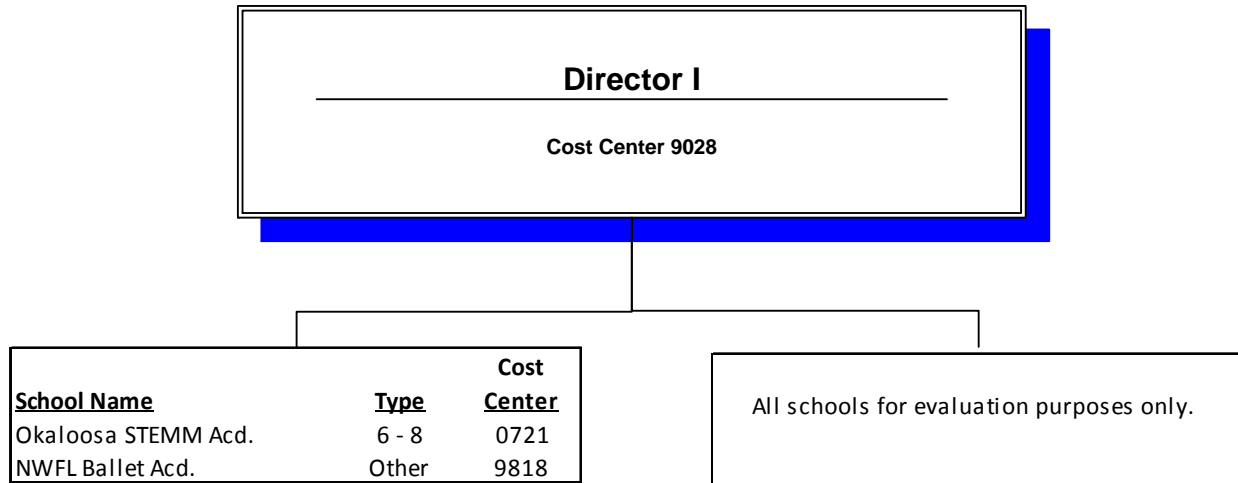 Director I
Cost Center 9028
Cost
School Name Type Center
Okaloosa STEMM Acd. 6 - 8 0721
NWFL Ballet Acd. Other 9818
All schools for evaluation purposes only.